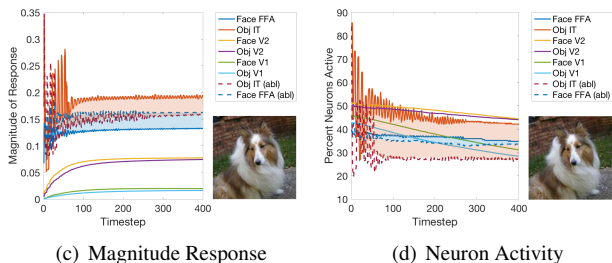 0.35
0.3
0.25
0.2
0.15
0.1
0.05
0
Magnitude of Response
0 100 200 300 400
Timestep
Face FFA
Obj IT
Face V2
Obj V2
Face V1
Obj V1
Obj IT (abl)
Face FFA (abl)
(c) Magnitude Response
90
80
70
60
50
40
30
20
10
Percent Neurons Active
0 100 200 300 400
Timestep
Face FFA
Obj IT
Face V2
Obj V2
Face V1
Obj V1
Obj IT (abl)
Face FFA (abl)
(d) Neuron Activity